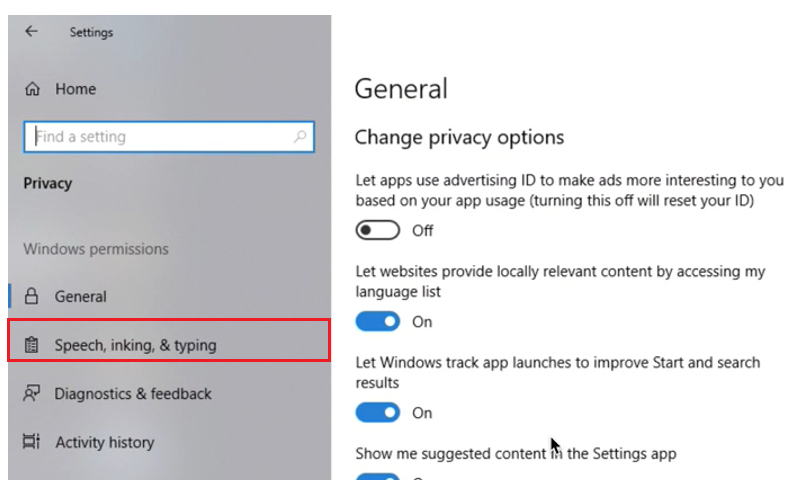 Settings
Home
Find a setting
Privacy
Windows permissions
General
Speech, inking, & typing
Diagnostics & feedback
Activity history
General
Change privacy options
Let apps use advertising ID to make ads more interesting to you
based on your app usage (turning this off will reset your ID)
Off
Let websites provide locally relevant content by accessing my
language list
On
Let Windows track app launches to improve Start and search
results
On
Show me suggested content in the Settings app